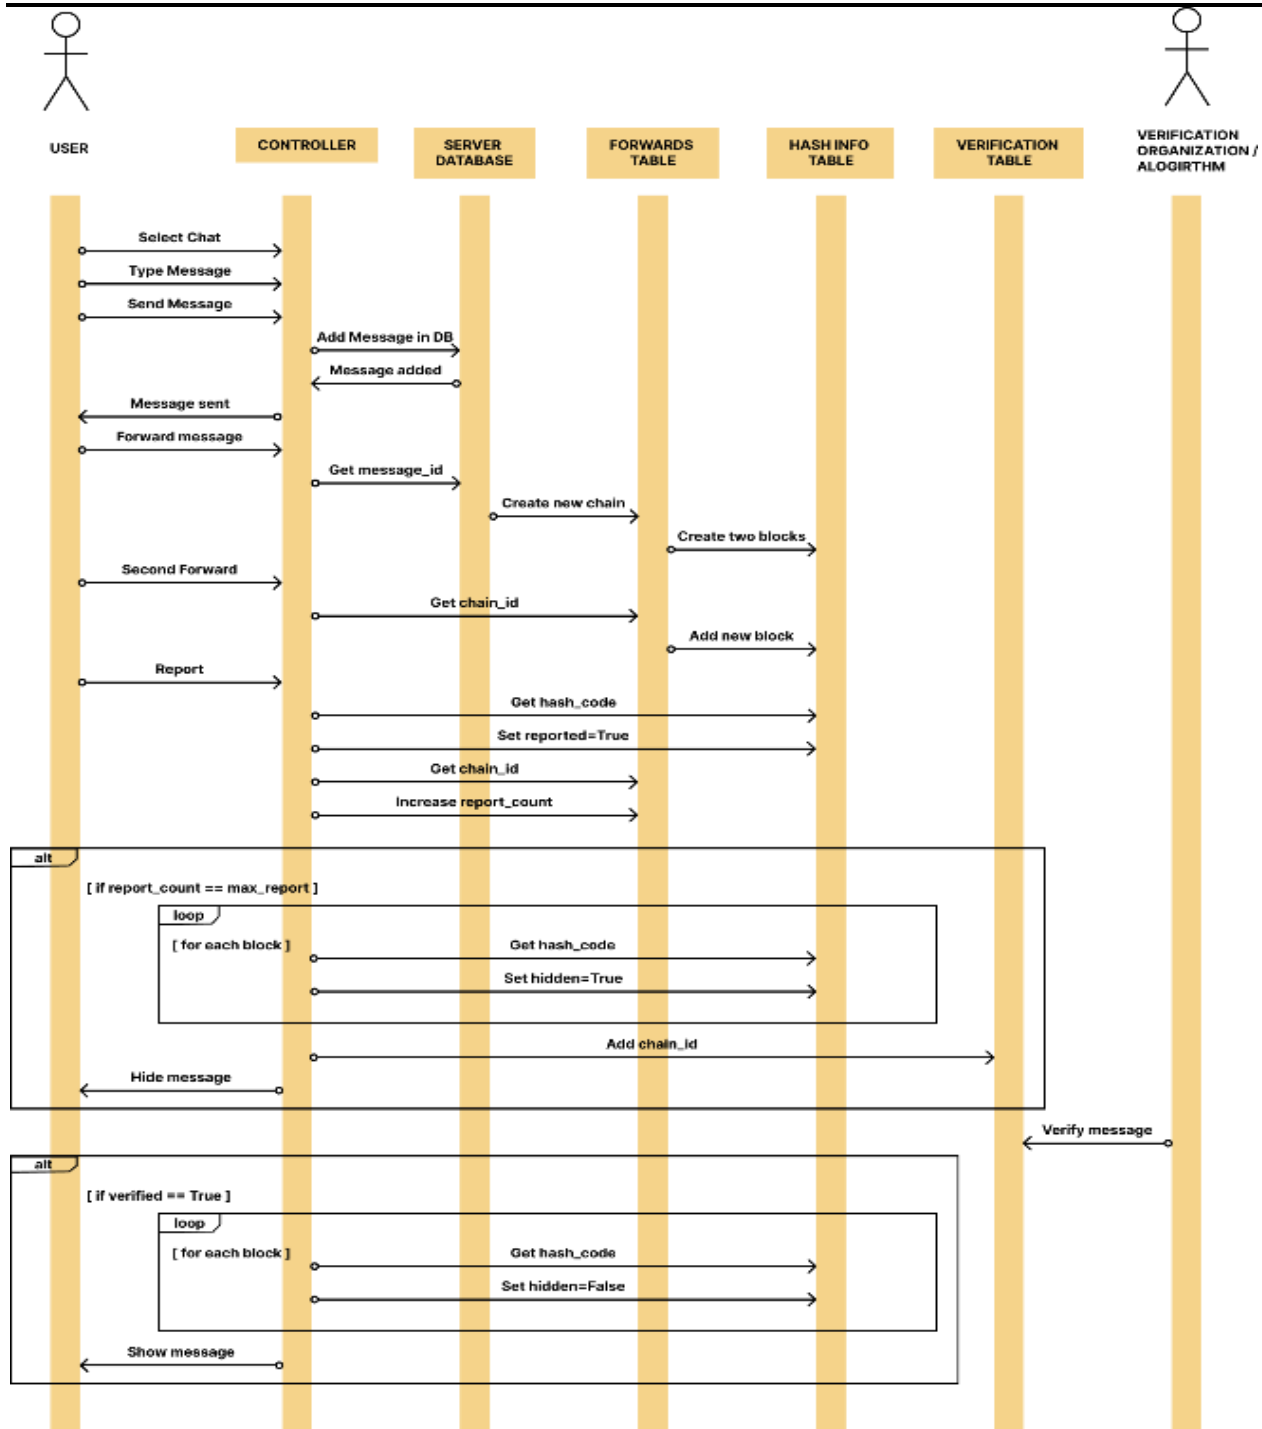 USER
CONTROLLER
SERVER
DATABASE
FORWARDS
TABLE
HASH INFO
TABLE
VERIFICATION
TABLE
VERIFICATION
ORGANIZATION /
ALOGIRTHM
Select Chat
Type Message
Send Message
Add Message in DB
Message added
Message sent
Forward message
Get message_id
Create new chain
Create two blocks
Second Forward
Get chain_id
Add new block
Report
Get hash_code
Set reported=True
Get chain_id
Increase report_count
alt
[ if report_count == max_report ]
loop
[ for each block ]
Get hash_code
Set hidden=True
Add chain_id
Hide message
Verify message
alt
[ if verified == True ]
loop
[ for each block ]
Get hash_code
Set hidden=False
Show message